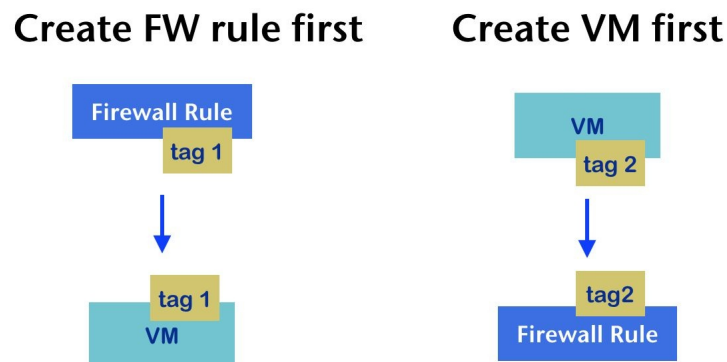 Create FW rule first
Firewall Rule
tag 1
tag 1
VM
Create VM first
VM
tag 2
tag2
Firewall Rule